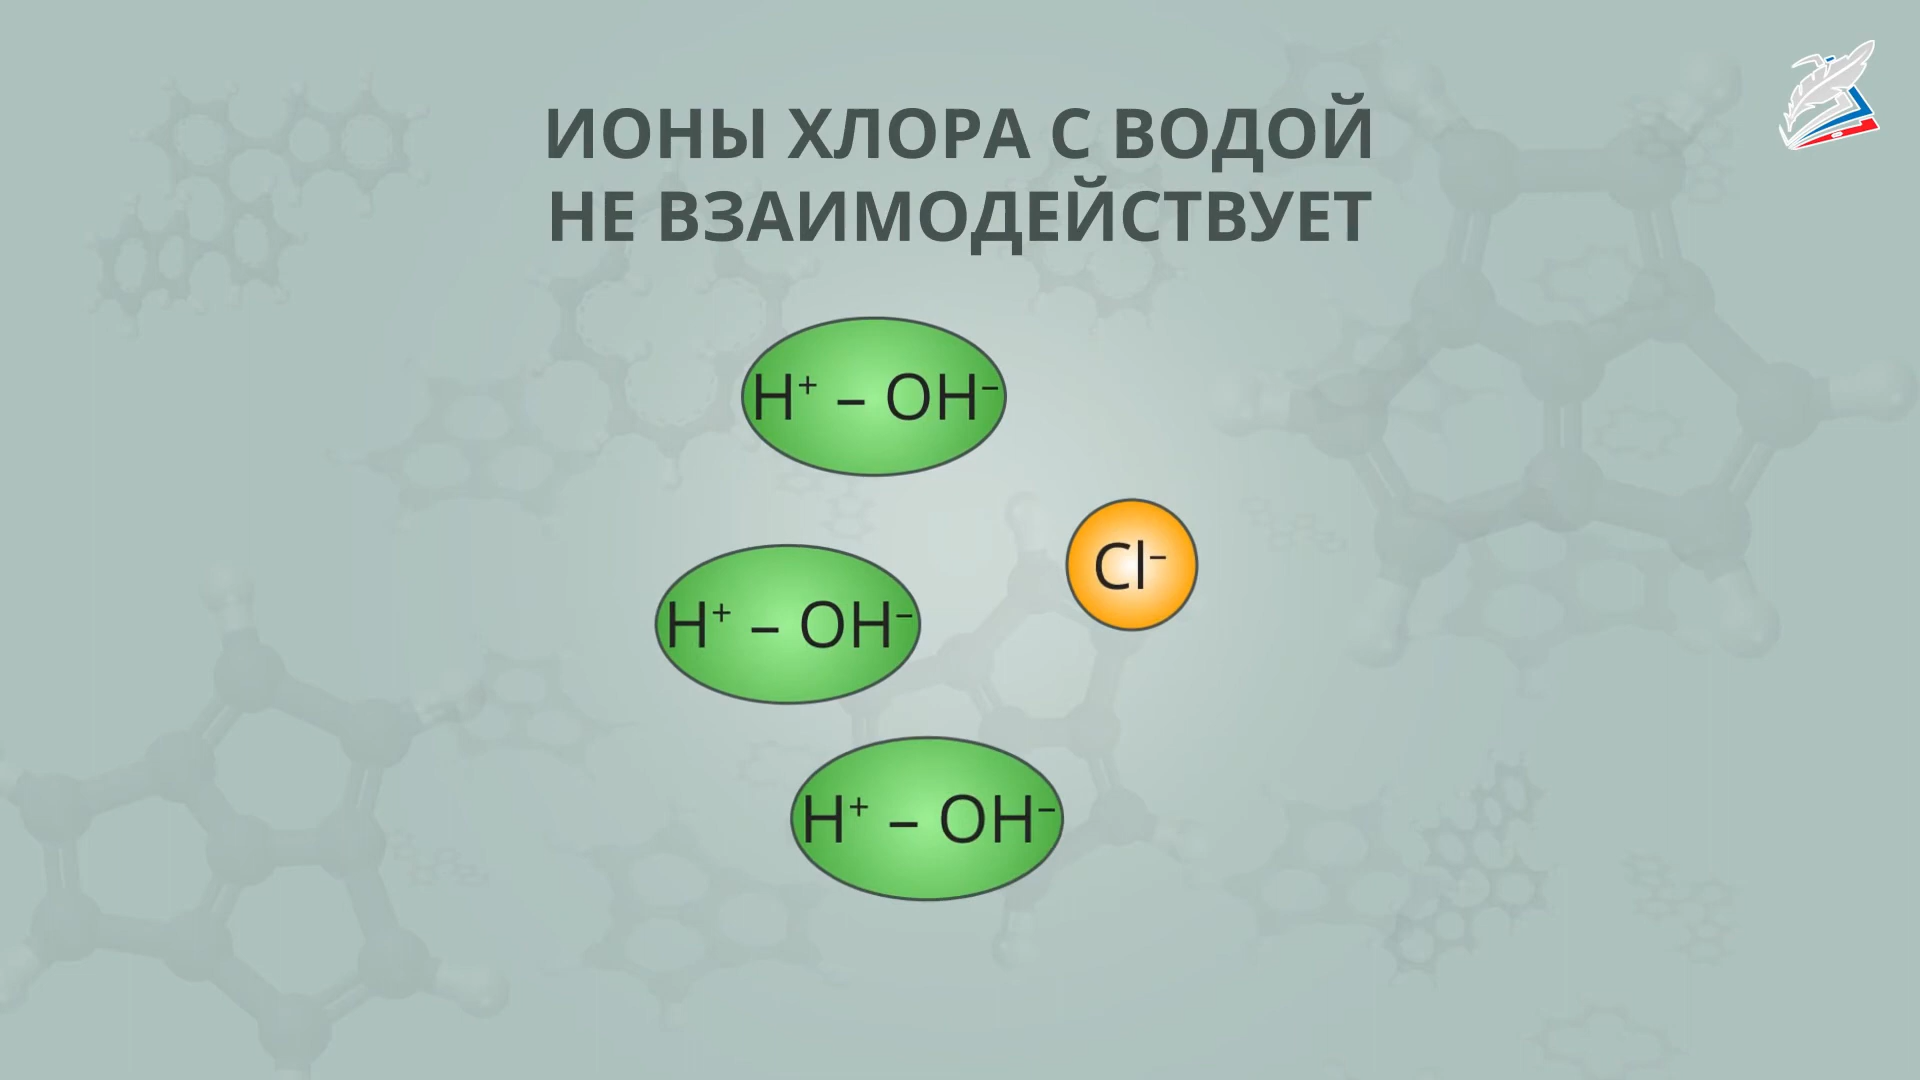 ИОНЫ ХЛОРА С ВОДОЙ
НЕ ВЗАИМОДЕЙСТВУЕТ
H⁺ – OH⁻
Cl⁻
H⁺ – OH⁻
H⁺ – OH⁻